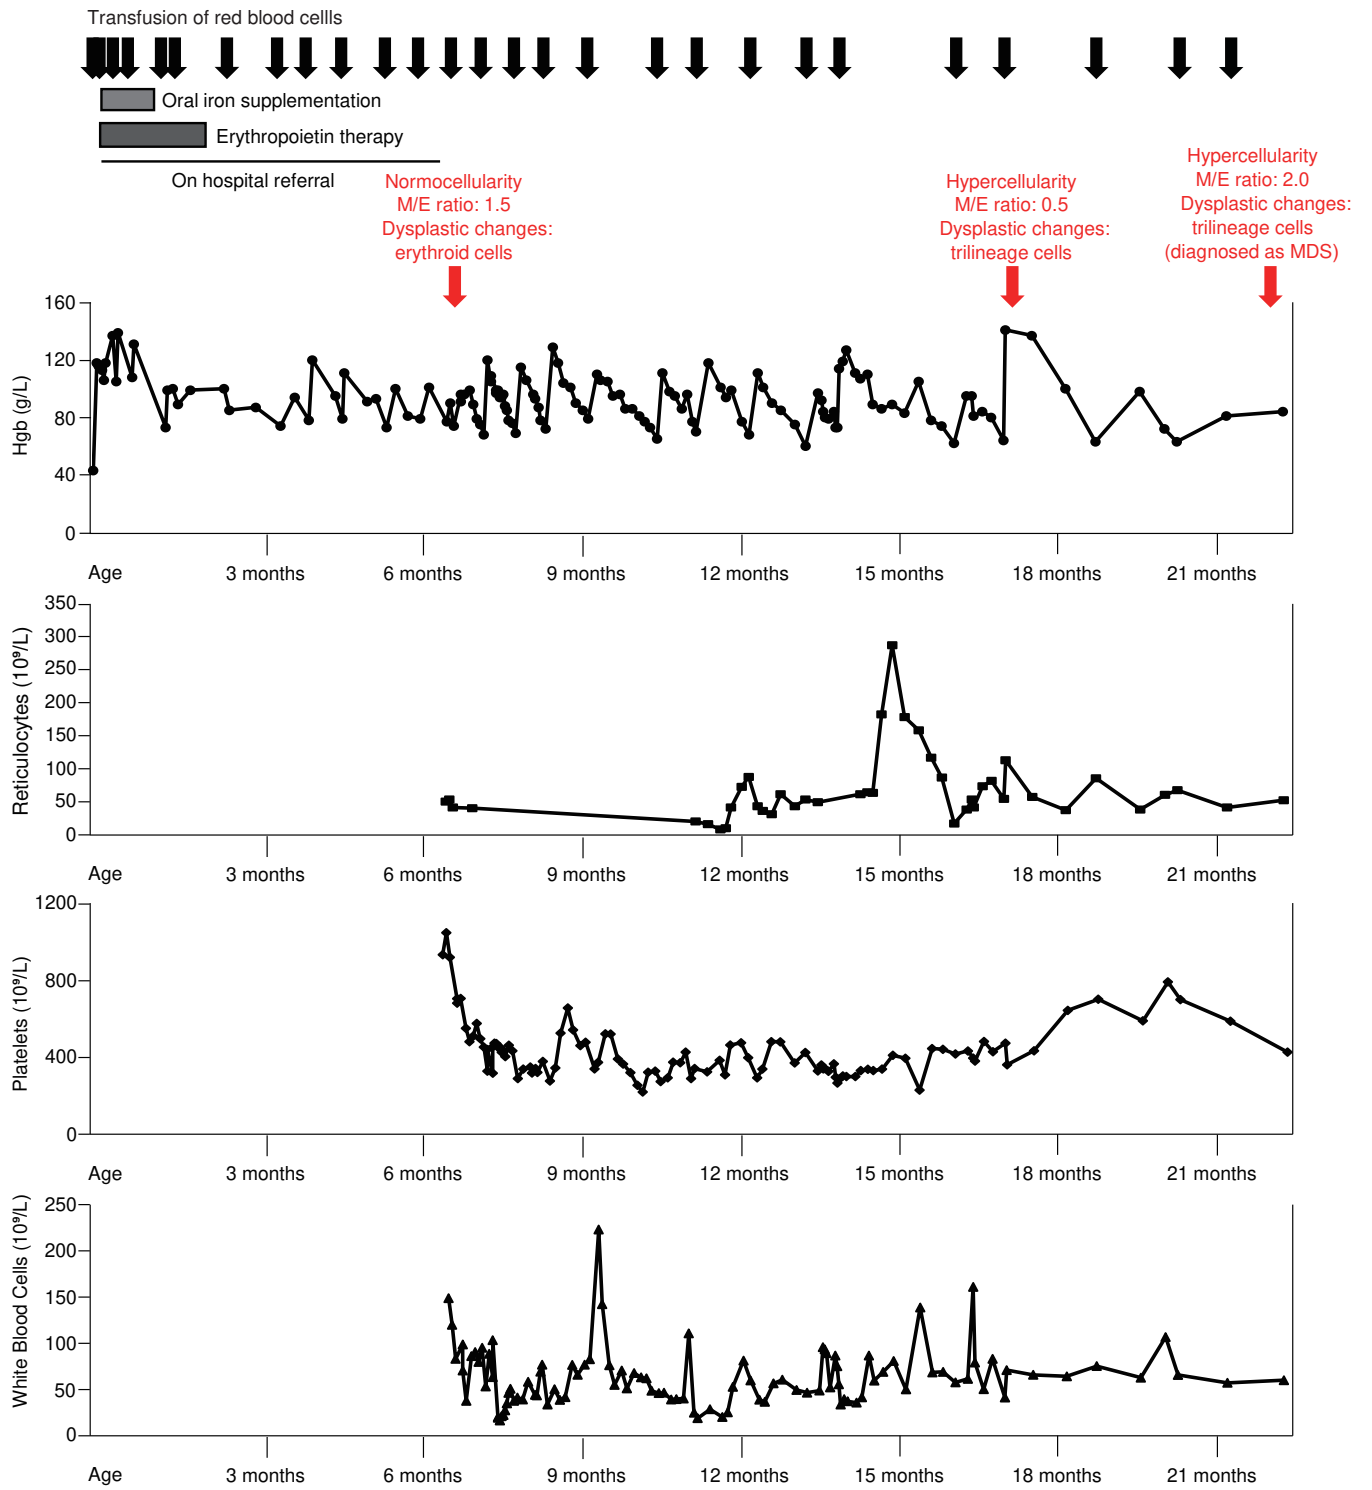 Transfusion of red blood cellls
Oral iron supplementation
Erythropoietin therapy
On hospital referral
Normocellularity
M/E ratio: 1.5
Dysplastic changes:
erythroid cells
Hypercellularity
M/E ratio: 0.5
Dysplastic changes:
trilineage cells
Hypercellularity
M/E ratio: 2.0
Dysplastic changes:
trilineage cells
(diagnosed as MDS)
Hgb (g/L)
160
120
80
40
0
Age 3 months 6 months 9 months 12 months 15 months 18 months 21 months
Reticulocytes (10⁹/L)
350
300
250
200
150
100
50
0
Age 3 months 6 months 9 months 12 months 15 months 18 months 21 months
Platelets (10⁹/L)
1200
800
400
0
Age 3 months 6 months 9 months 12 months 15 months 18 months 21 months
White Blood Cells (10⁹/L)
250
200
150
100
50
0
Age 3 months 6 months 9 months 12 months 15 months 18 months 21 months